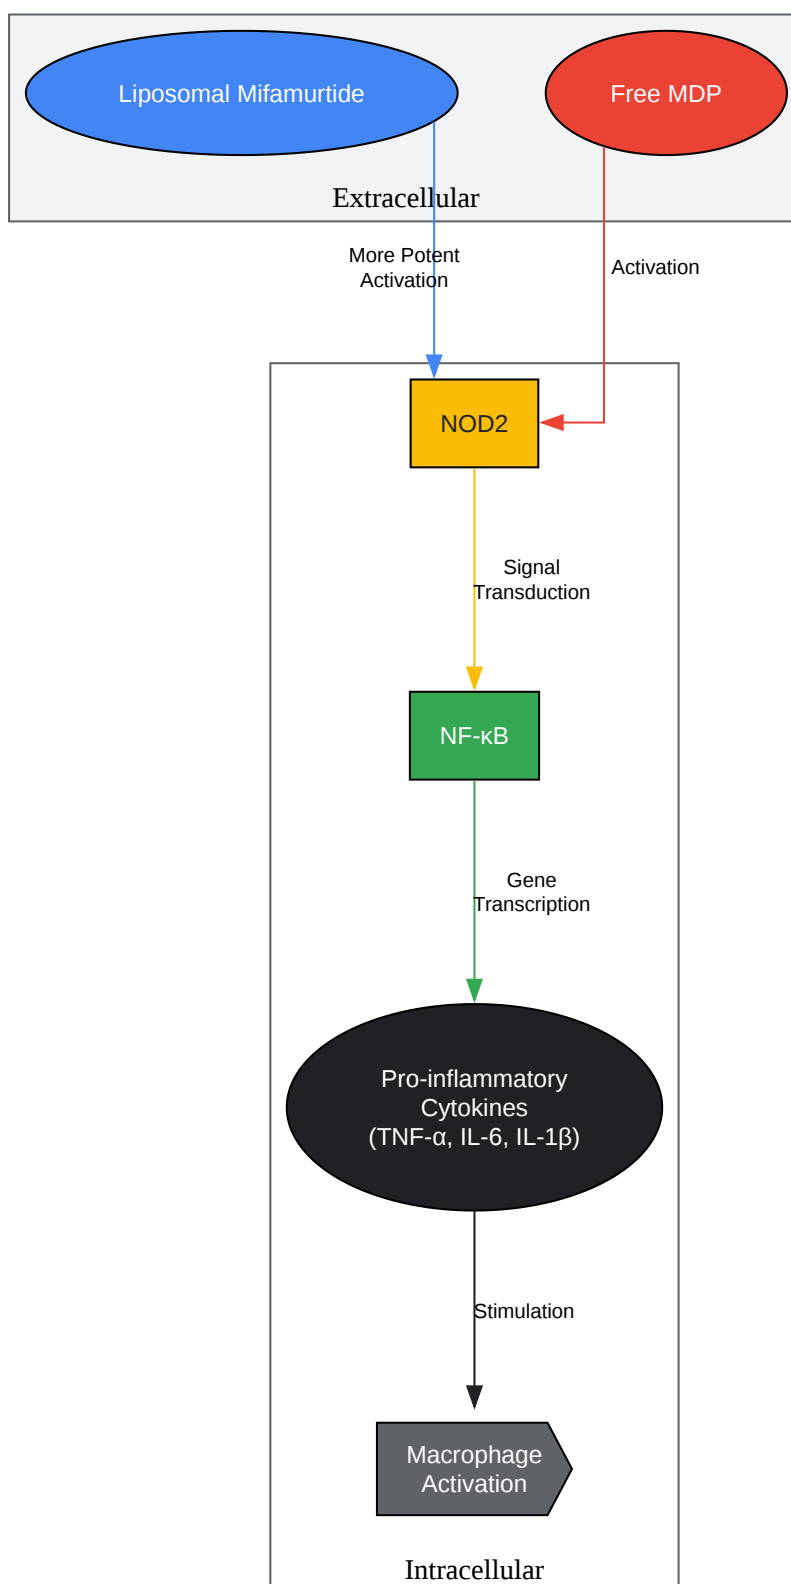 Liposomal Mifamurtide
Free MDP
Extracellular
More Potent
Activation
Activation
NOD2
Signal
Transduction
NF-κB
Gene
Transcription
Pro-inflammatory
Cytokines
(TNF-α, IL-6, IL-1β)
Stimulation
Macrophage
Activation
Intracellular